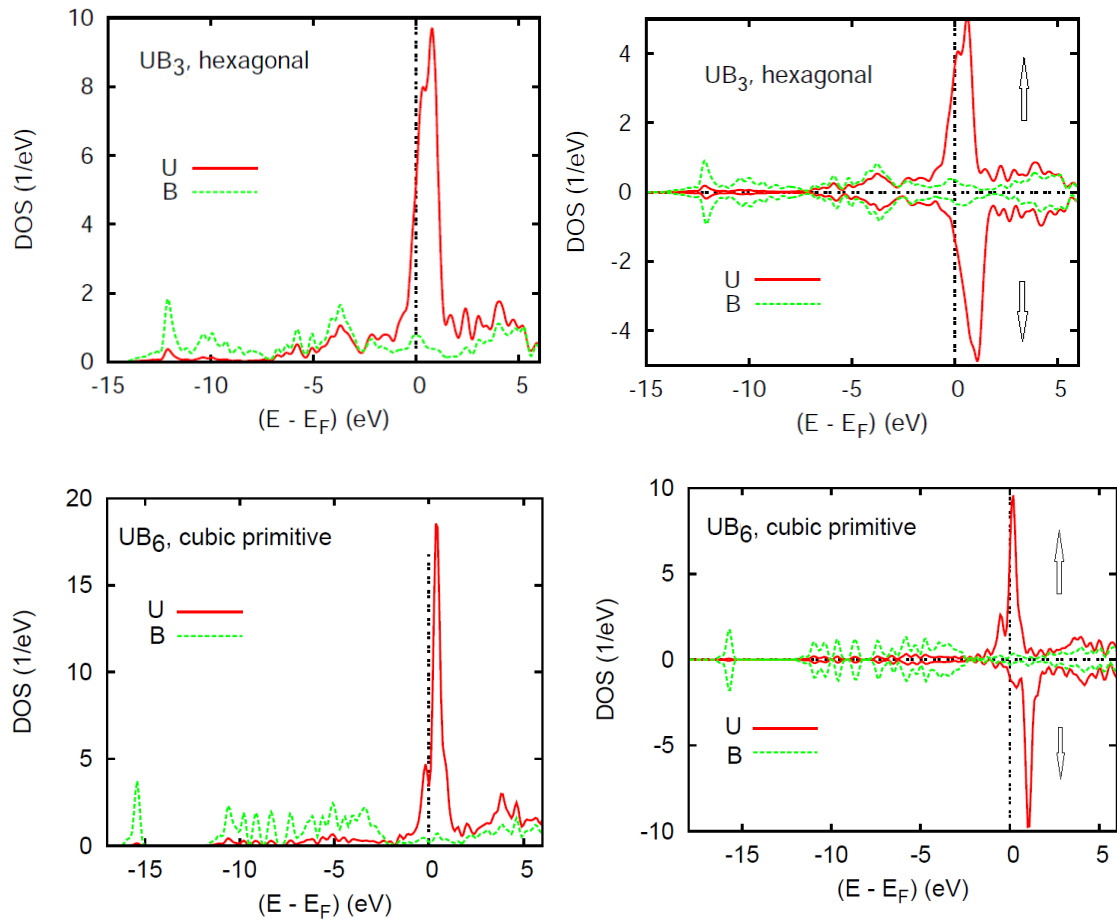 10
8
6
4
2
0
DOS (1/eV)
UB3, hexagonal
U
B
-15
-10
-5
0
5
(E - EF) (eV)
4
2
0
-2
-4
DOS (1/eV)
UB3, hexagonal
U
B
-15
-10
-5
0
5
(E - EF) (eV)
20
15
10
5
0
DOS (1/eV)
UB6, cubic primitive
U
B
-15
-10
-5
0
5
(E - EF) (eV)
10
5
0
-5
-10
DOS (1/eV)
UB6, cubic primitive
U
B
-15
-10
-5
0
5
(E - EF) (eV)